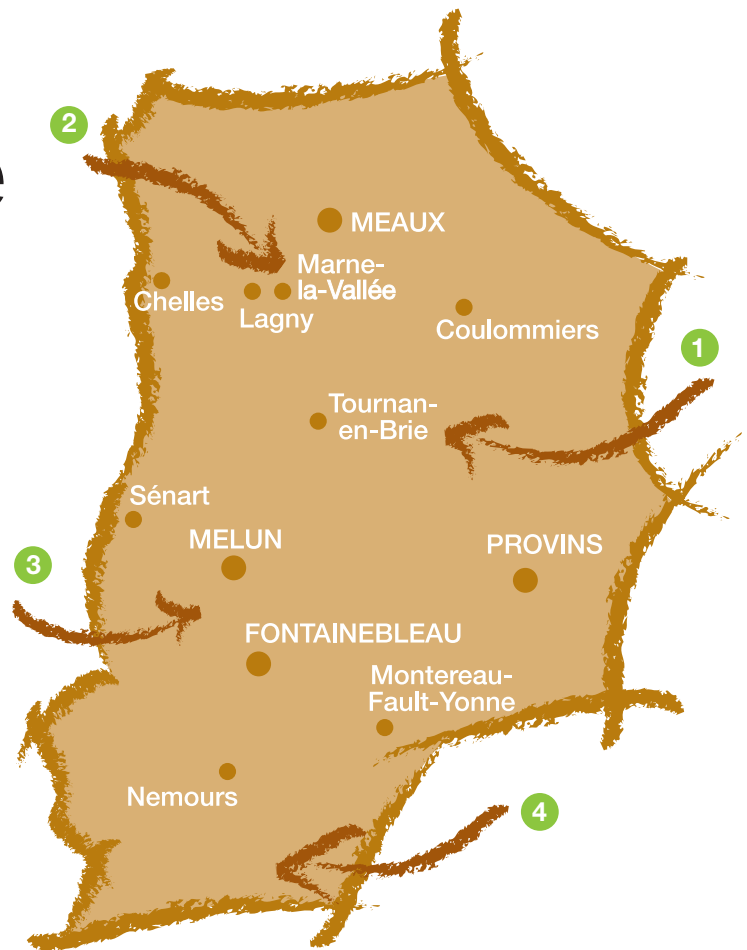 2
e
MEAUX
Marne-
la-Vallée
Chelles
Lagny
Coulommiers
1
Tournan-
en-Brie
Sénart
MELUN
PROVINS
3
FONTAINEBLEAU
Montereau-
Fault-Yonne
Nemours
4